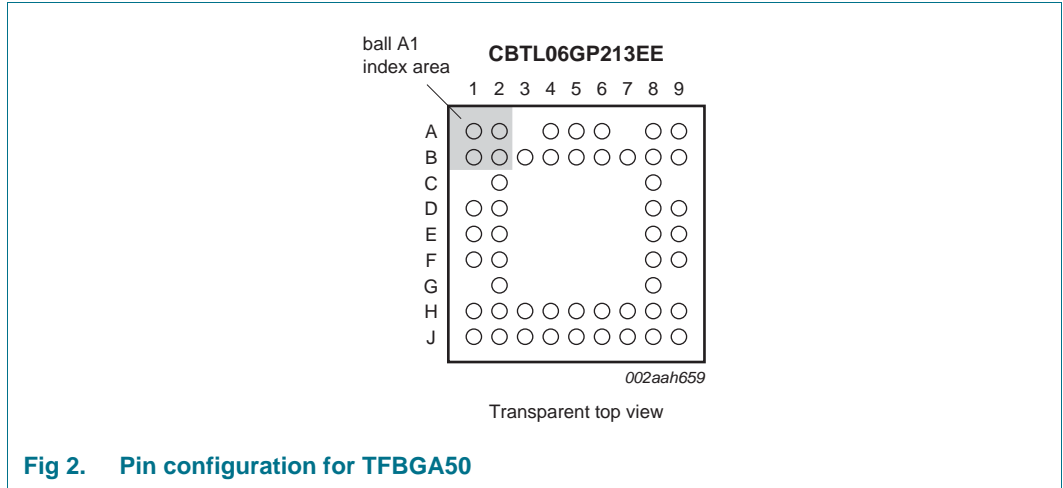 ball A1
index area
CBTL06GP213EE
1 2 3 4 5 6 7 8 9
A
B
C
D
E
F
G
H
J
002aah659
Transparent top view
Fig 2. Pin configuration for TFBGA50